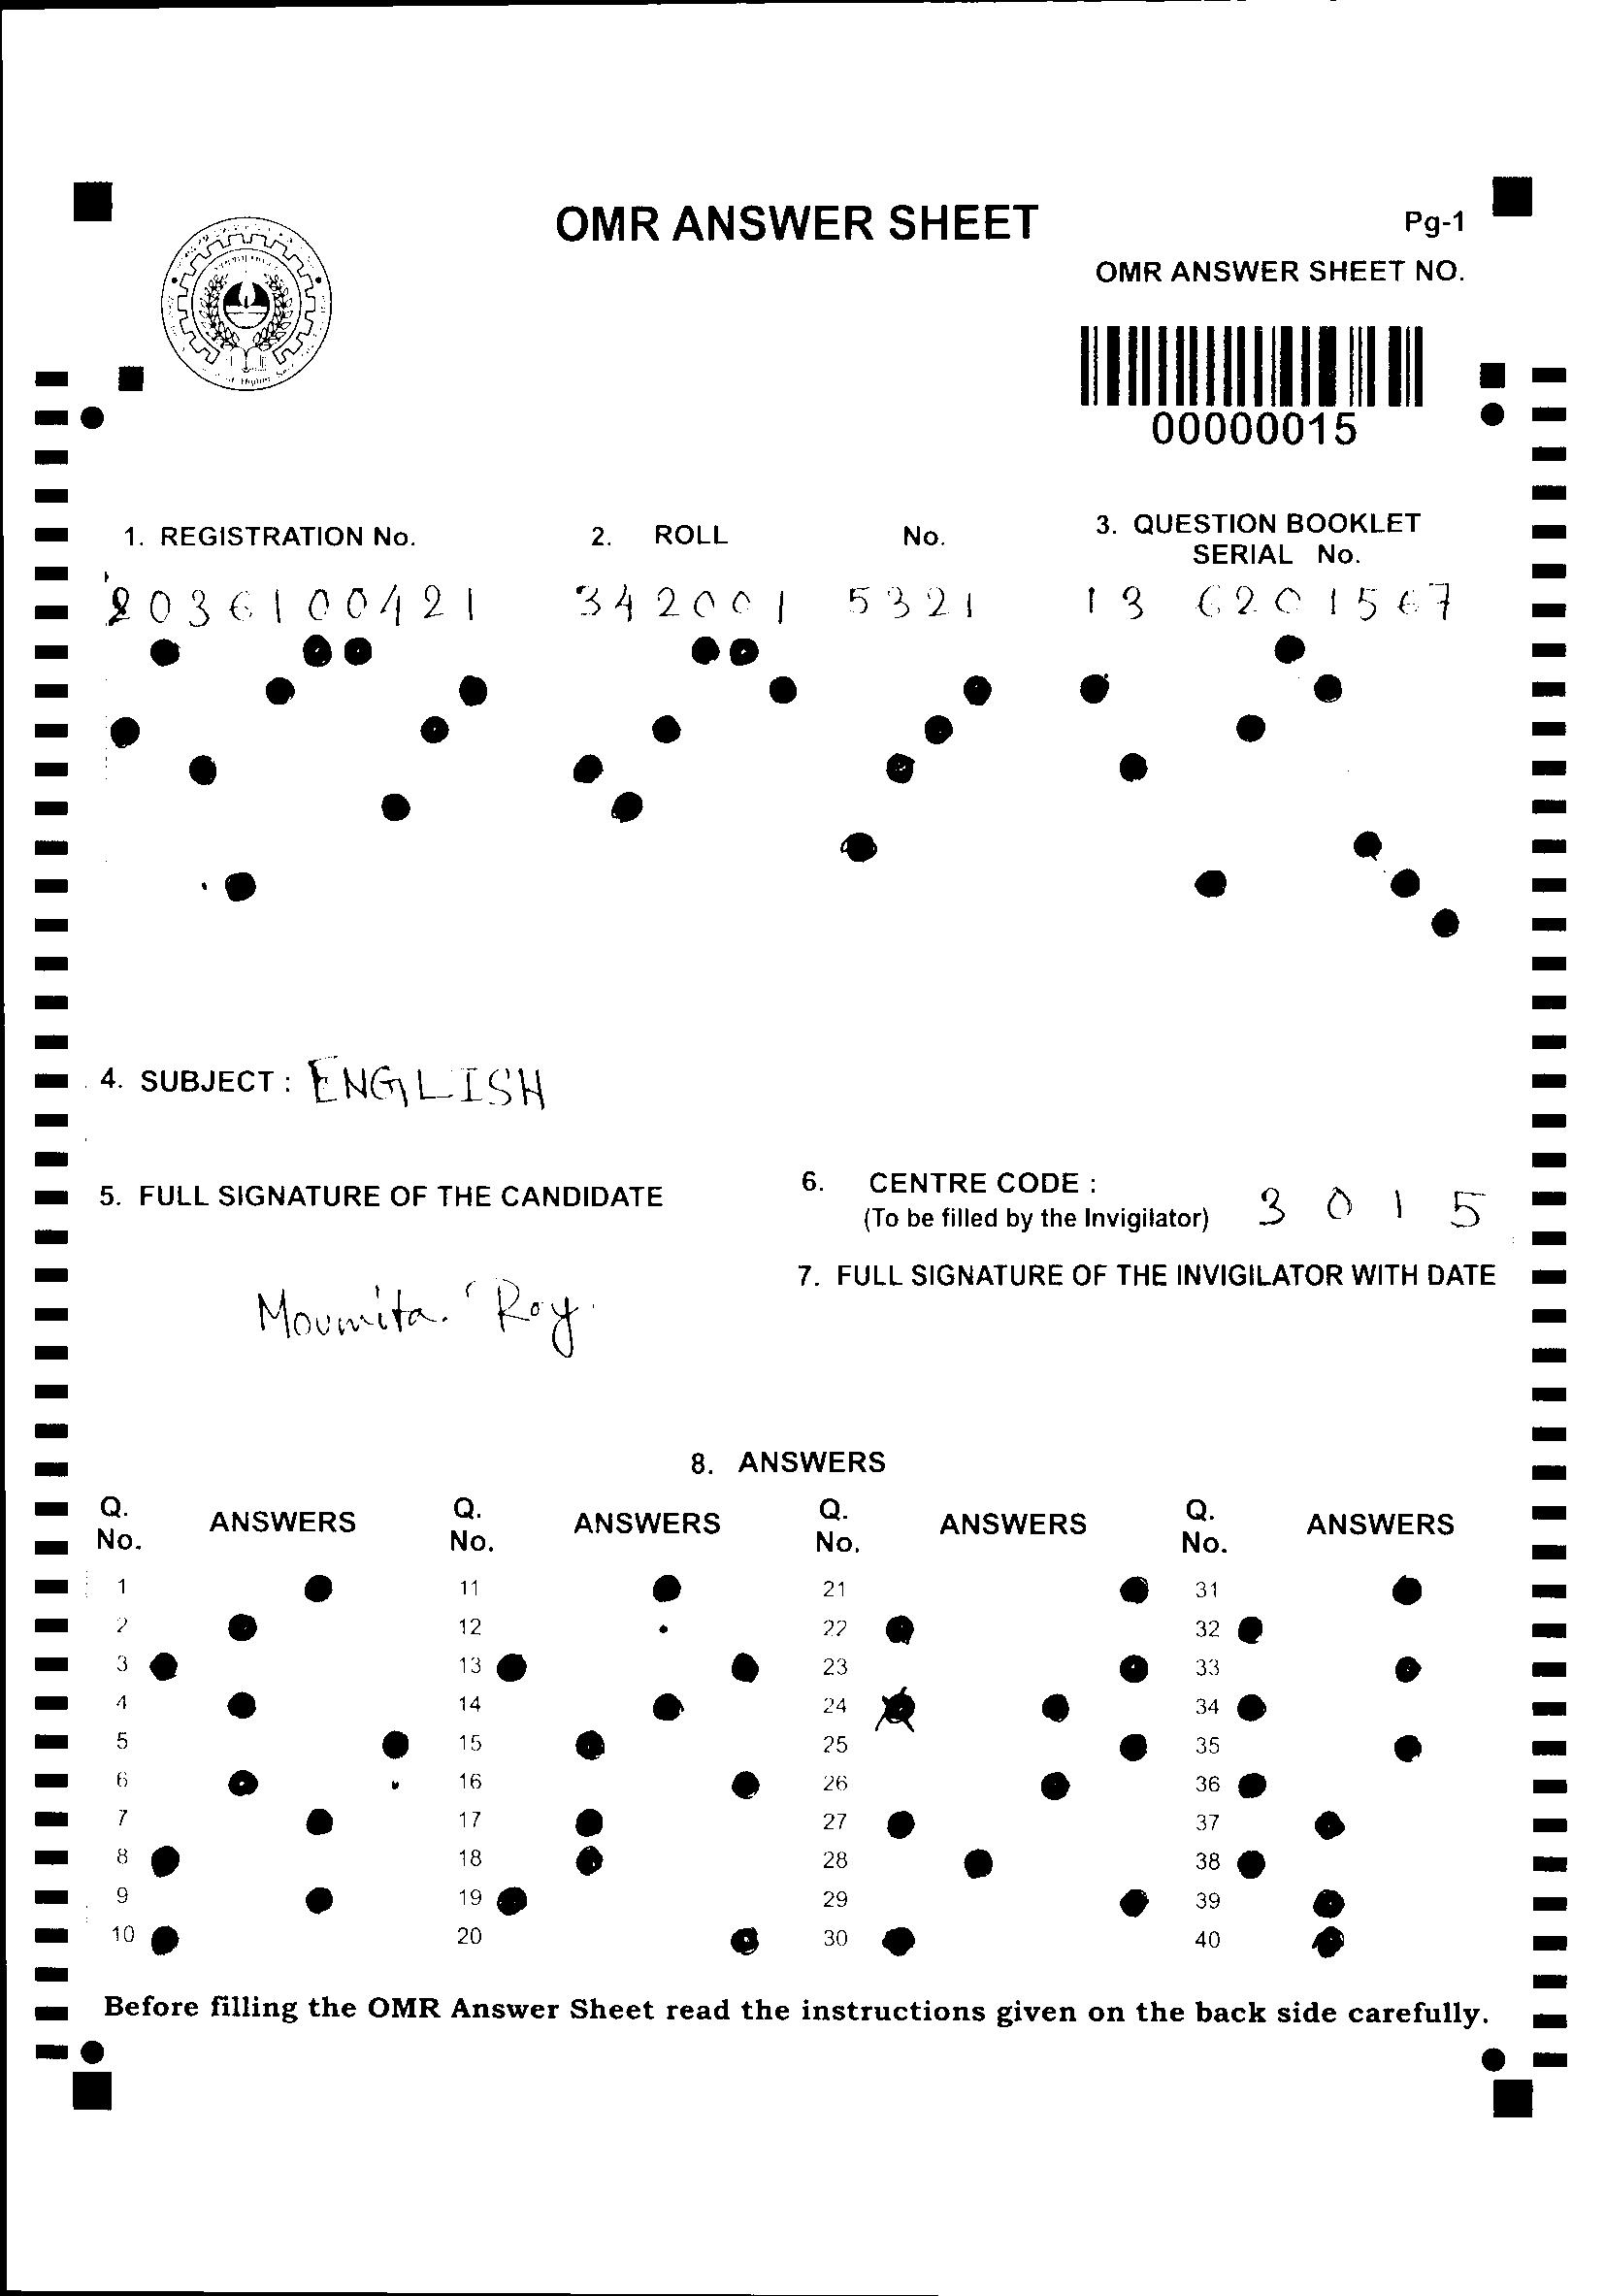 OMR ANSWER SHEET
Pg-1
OMR ANSWER SHEET NO.
00000015
1. REGISTRATION No.
2. ROLL No.
3. QUESTION BOOKLET
SERIAL No.
2036100421
342001 5321
13 6201567
4. SUBJECT : ENGLISH
5. FULL SIGNATURE OF THE CANDIDATE
6. CENTRE CODE :
(To be filled by the Invigilator)
3 0 1 5
7. FULL SIGNATURE OF THE INVIGILATOR WITH DATE
Moumita. Roy.
8. ANSWERS
Q. No. ANSWERS Q. No. ANSWERS Q. No. ANSWERS Q. No. ANSWERS
1 11 21 31
2 12 22 32
3 13 23 33
4 14 24 34
5 15 25 35
6 16 26 36
7 17 27 37
8 18 28 38
9 19 29 39
10 20 30 40
Before filling the OMR Answer Sheet read the instructions given on the back side carefully.